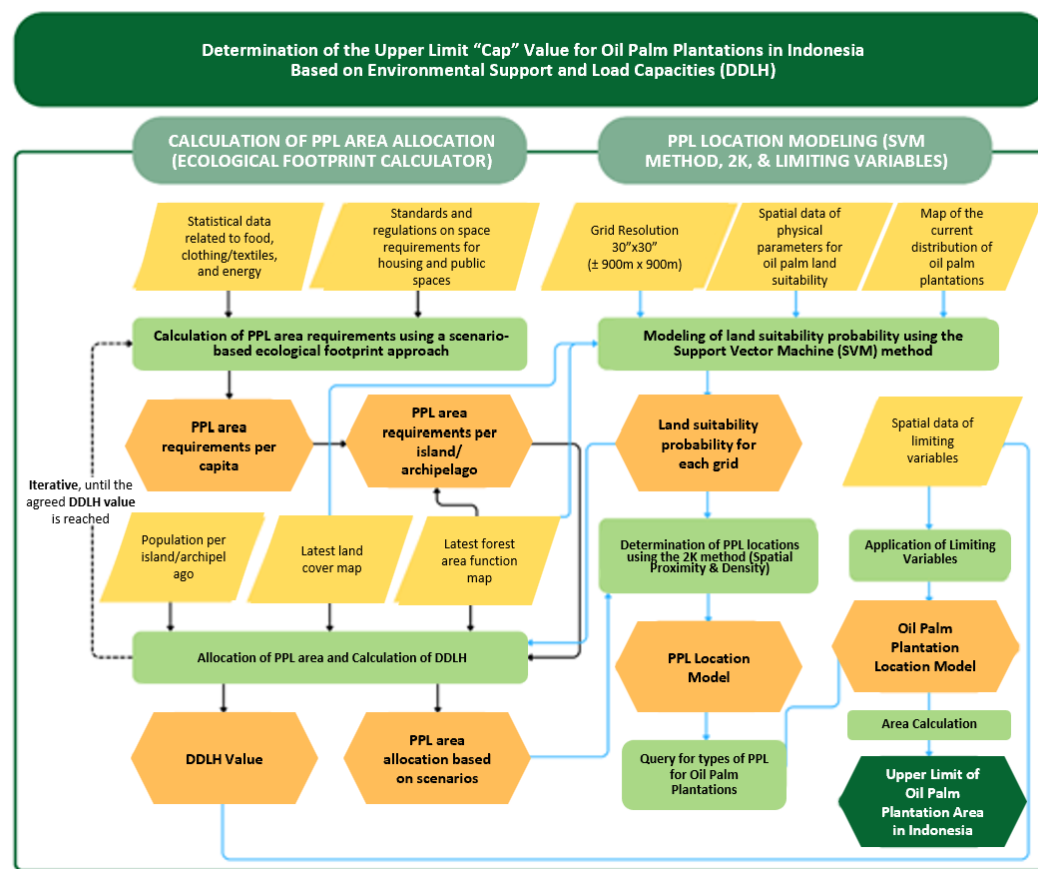 Determination of the Upper Limit “Cap” Value for Oil Palm Plantations in Indonesia
Based on Environmental Support and Load Capacities (DDLH)
CALCULATION OF PPL AREA ALLOCATION
(ECOLOGICAL FOOTPRINT CALCULATOR)
PPL LOCATION MODELING (SVM
METHOD, 2K, & LIMITING VARIABLES)
Statistical data
related to food,
clothing/textiles,
and energy
Standards and
regulations on space
requirements for
housing and public
spaces
Grid Resolution
30”x30”
(± 900m x 900m)
Spatial data of
physical
parameters for
oil palm land
suitability
Map of the
current
distribution of
oil palm
plantations
Calculation of PPL area requirements using a scenario-
based ecological footprint approach
Modeling of land suitability probability using the
Support Vector Machine (SVM) method
PPL area
requirements per
capita
PPL area
requirements per
island/
archipelago
Land suitability
probability for
each grid
Spatial data of
limiting
variables
Iterative, until the
agreed DDLH value
is reached
Population per
island/archipel
ago
Latest land
cover map
Latest forest
area function
map
Determination of PPL locations
using the 2K method (Spatial
Proximity & Density)
Application of Limiting
Variables
Allocation of PPL area and Calculation of DDLH
PPL Location
Model
Oil Palm
Plantation
Location Model
DDLH Value
PPL area
allocation based
on scenarios
Query for types of PPL
for Oil Palm
Plantations
Area Calculation
Upper Limit of
Oil Palm
Plantation Area
in Indonesia